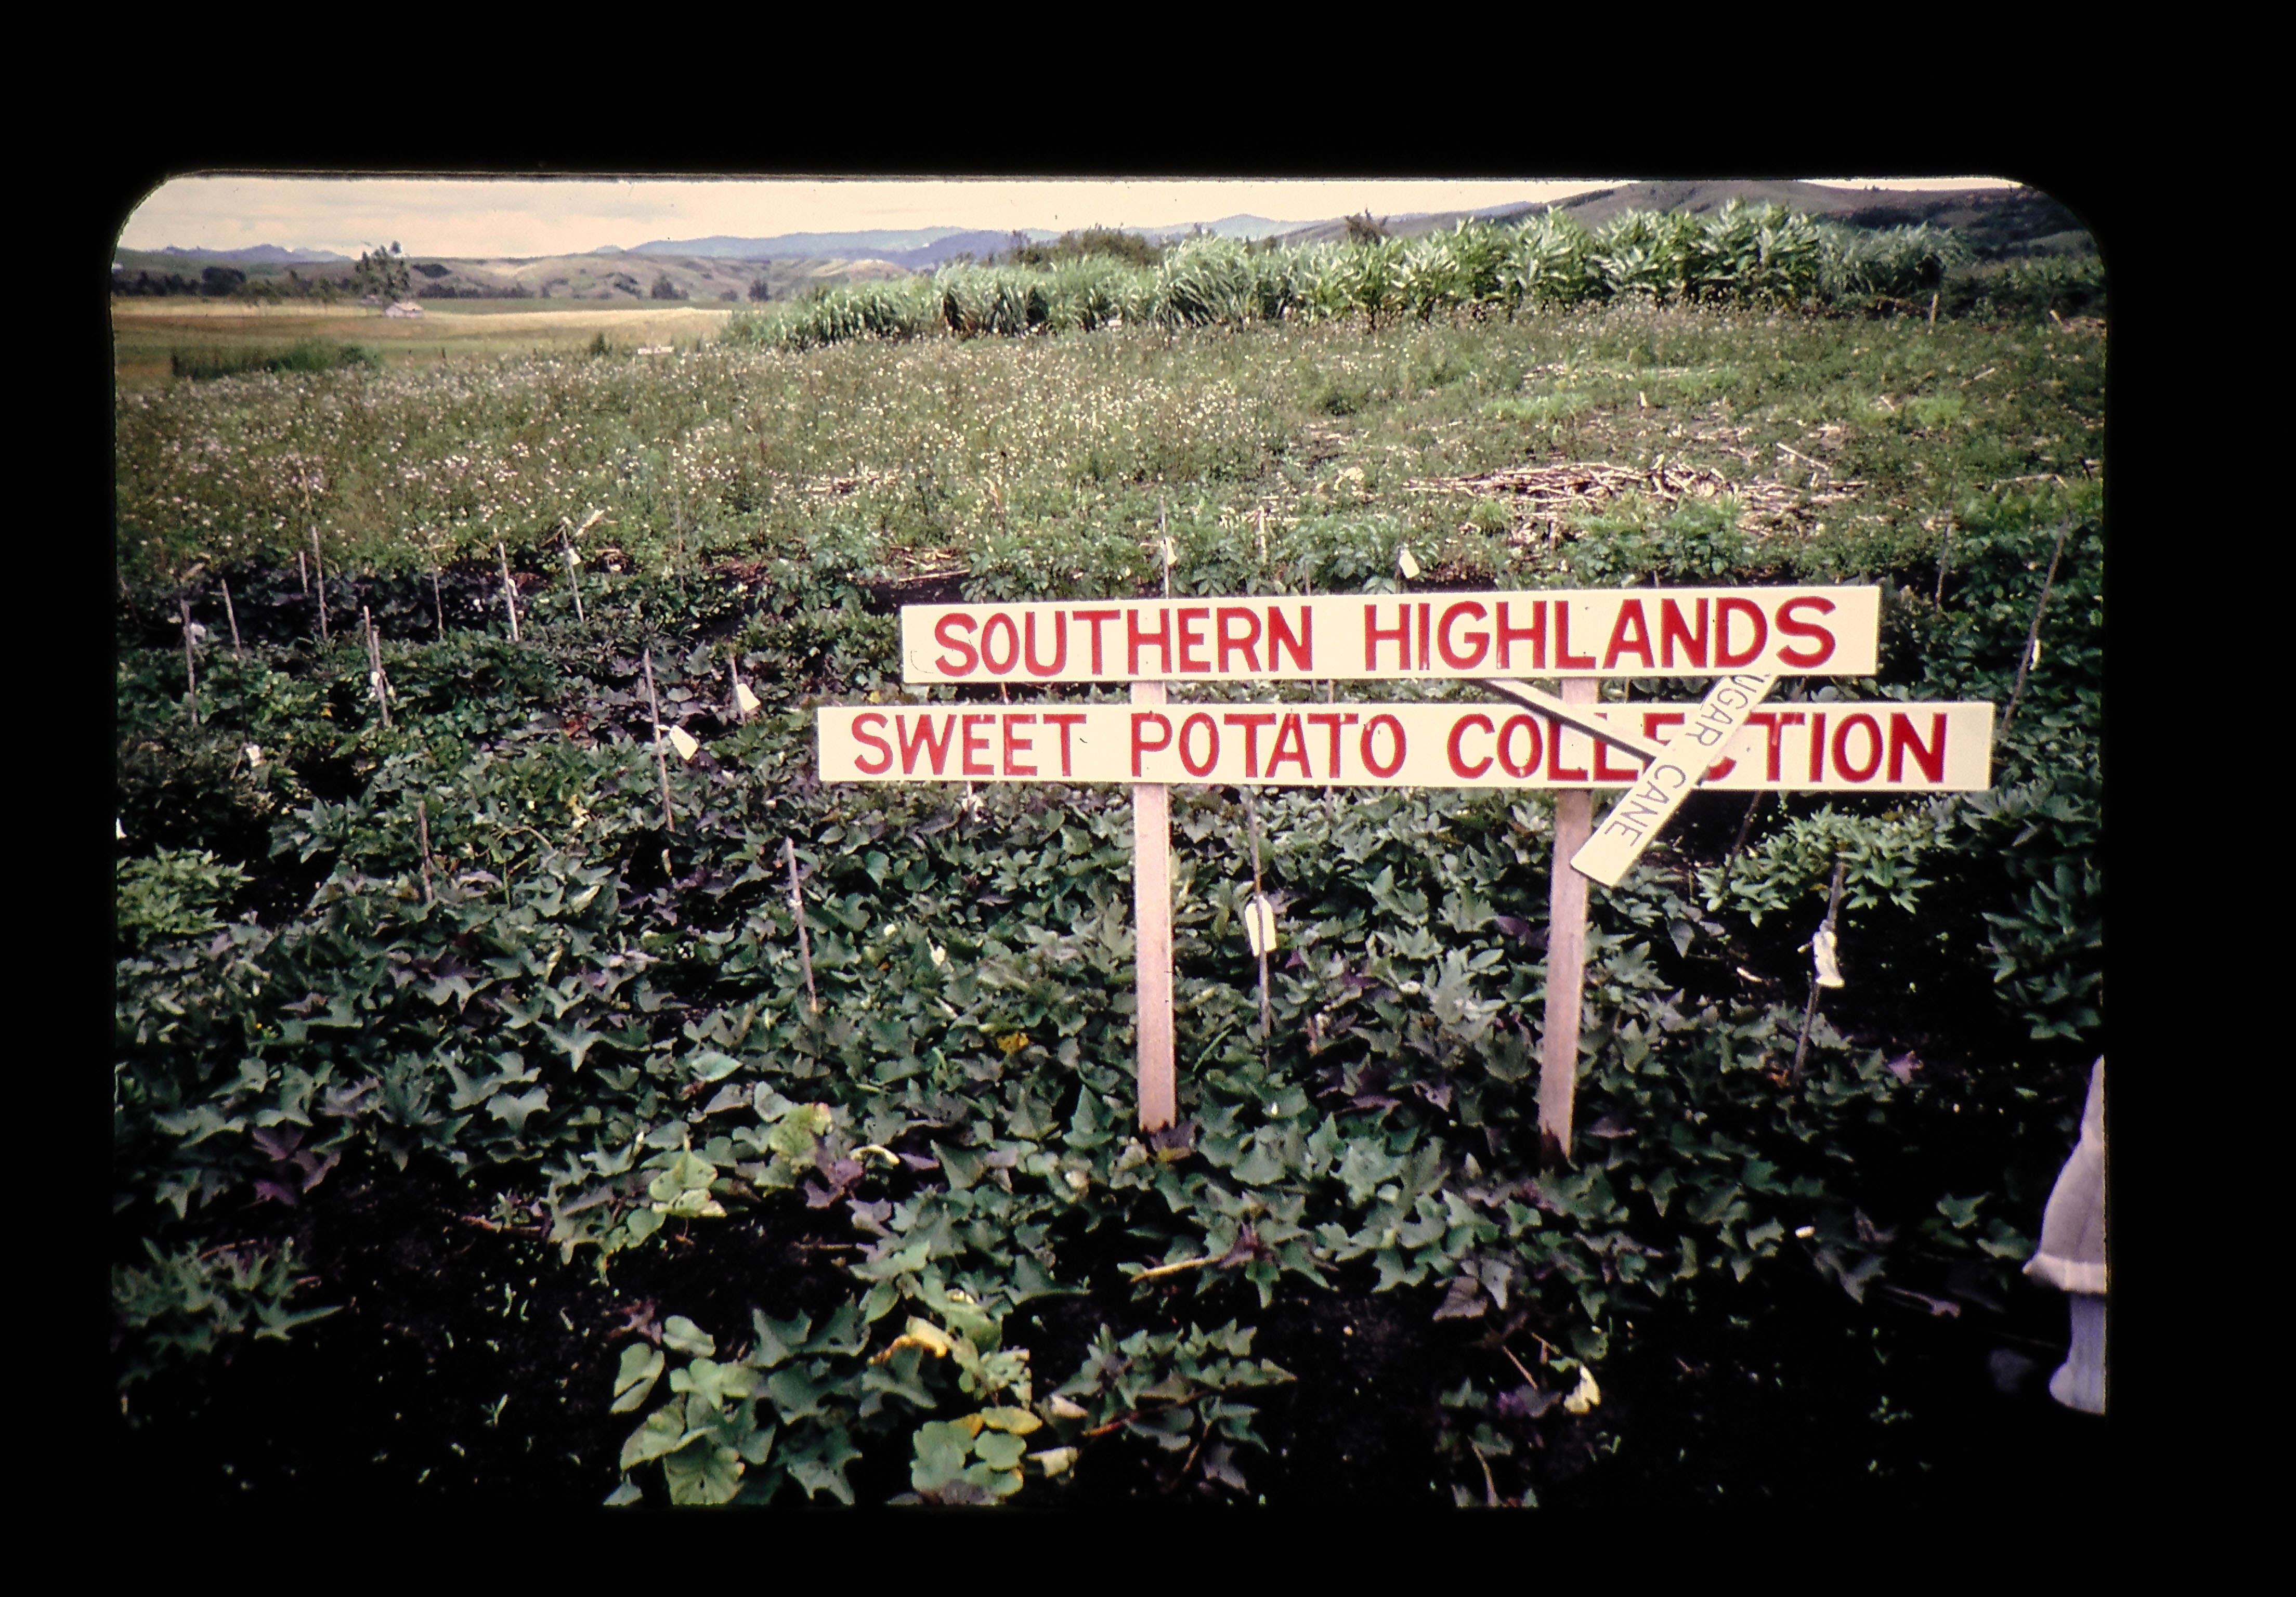 SOUTHERN HIGHLANDS
SWEET POTATO COLLECTION
SUGAR CANE